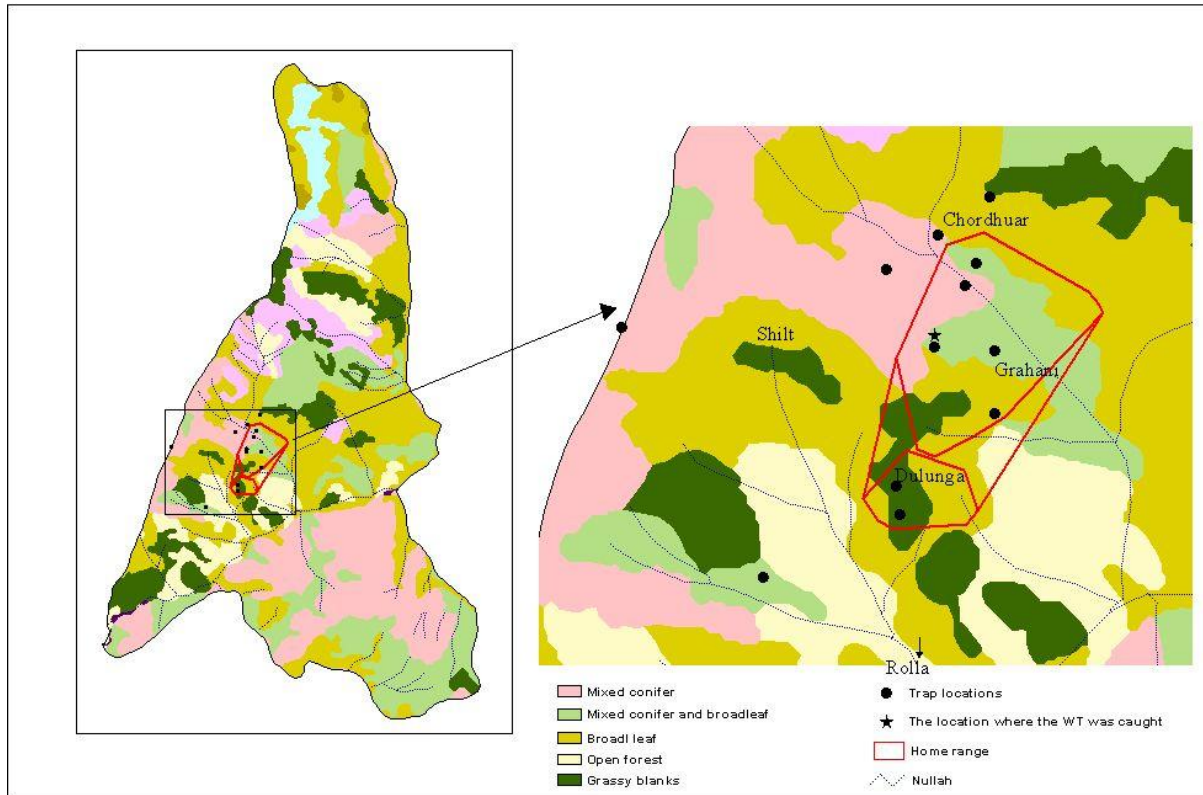 Chordhuar
Shilt
Grahani
Dulunga
Rolla
Mixed conifer
Mixed conifer and broadleaf
Broadl leaf
Open forest
Grassy blanks
Trap locations
The location where the WT was caught
Home range
Nullah